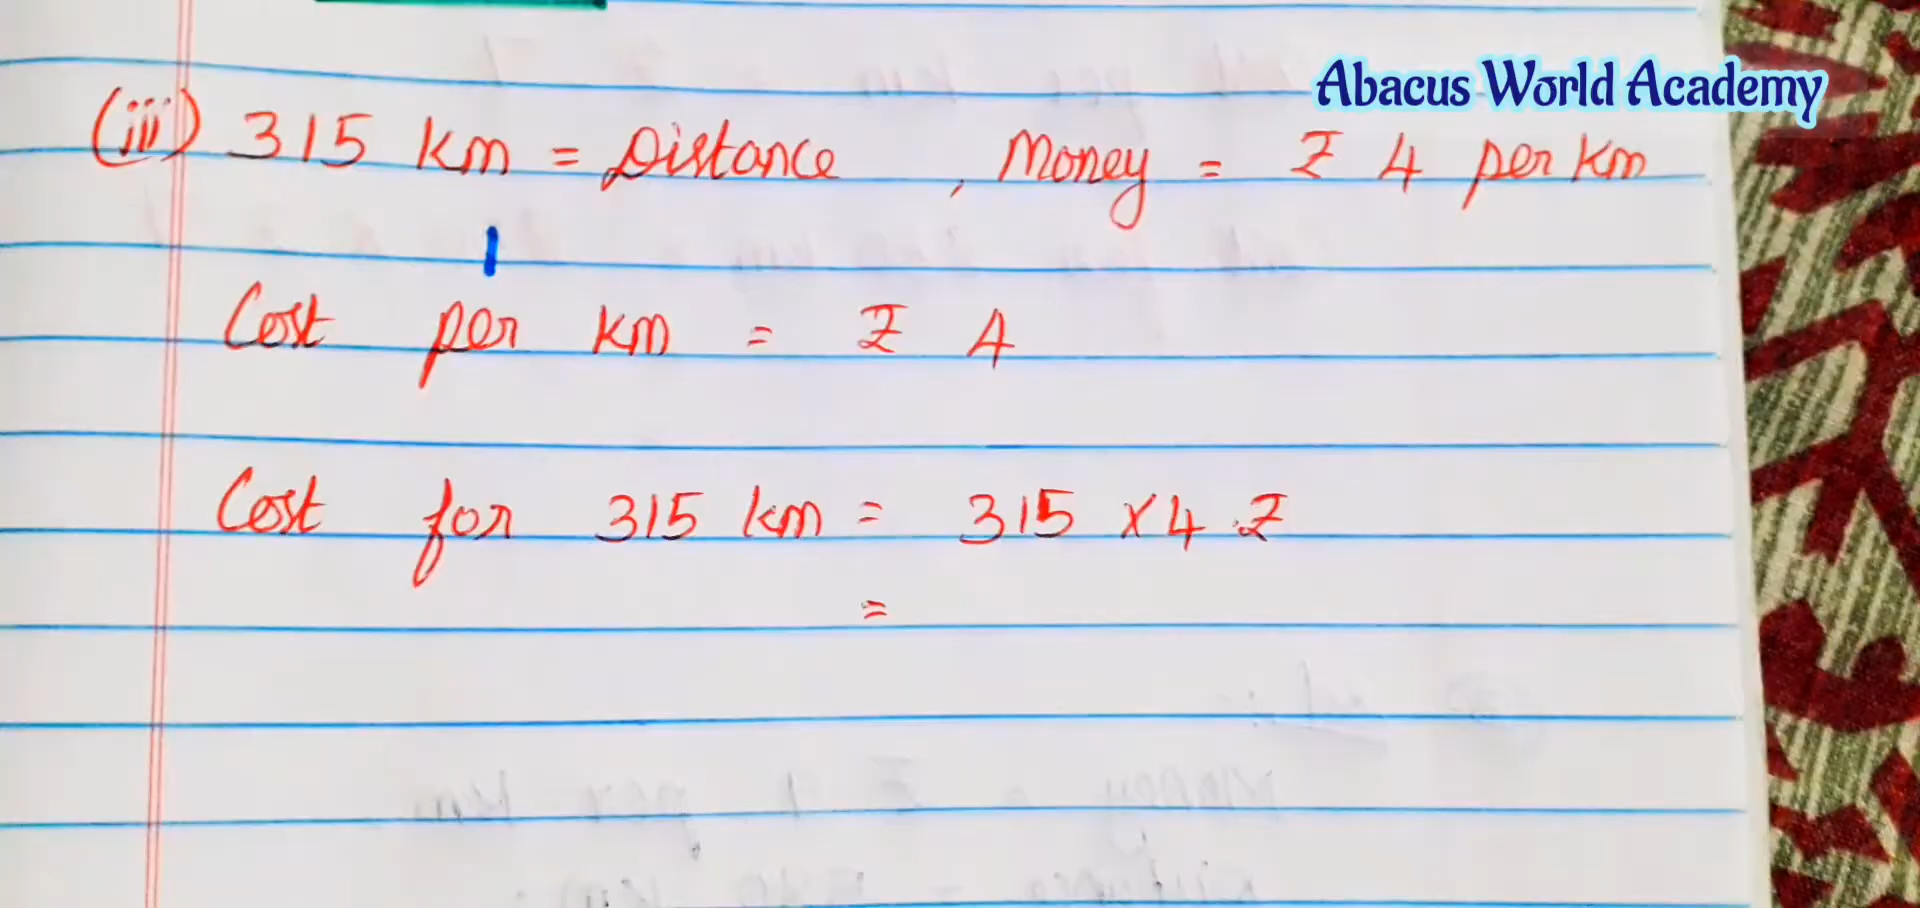 Abacus World Academy
(iii) 315 km = Distance , Money = ₹ 4 per km
Cost per km = ₹ 4
Cost for 315 km = 315 × 4 ₹
=